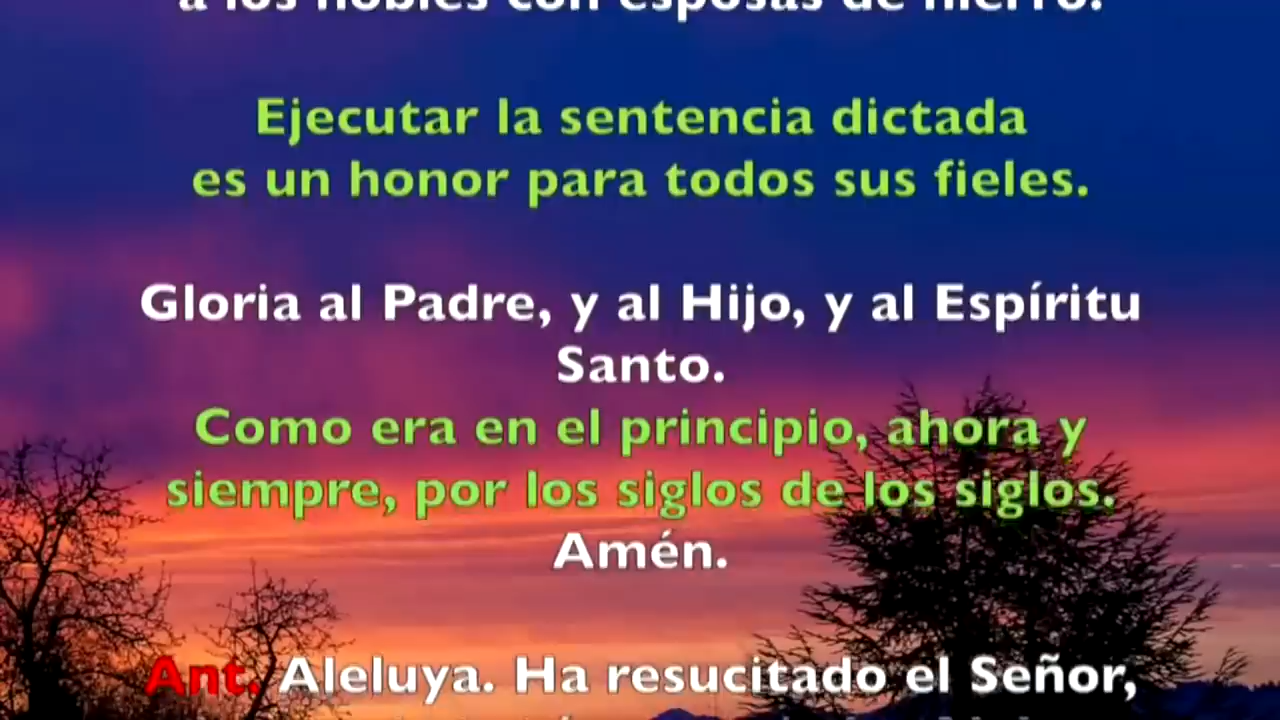 a los nobles con esposas de hierro.
Ejecutar la sentencia dictada
es un honor para todos sus fieles.
Gloria al Padre, y al Hijo, y al Espíritu
Santo.
Como era en el principio, ahora y
siempre, por los siglos de los siglos.
Amén.
Ant. Aleluya. Ha resucitado el Señor,